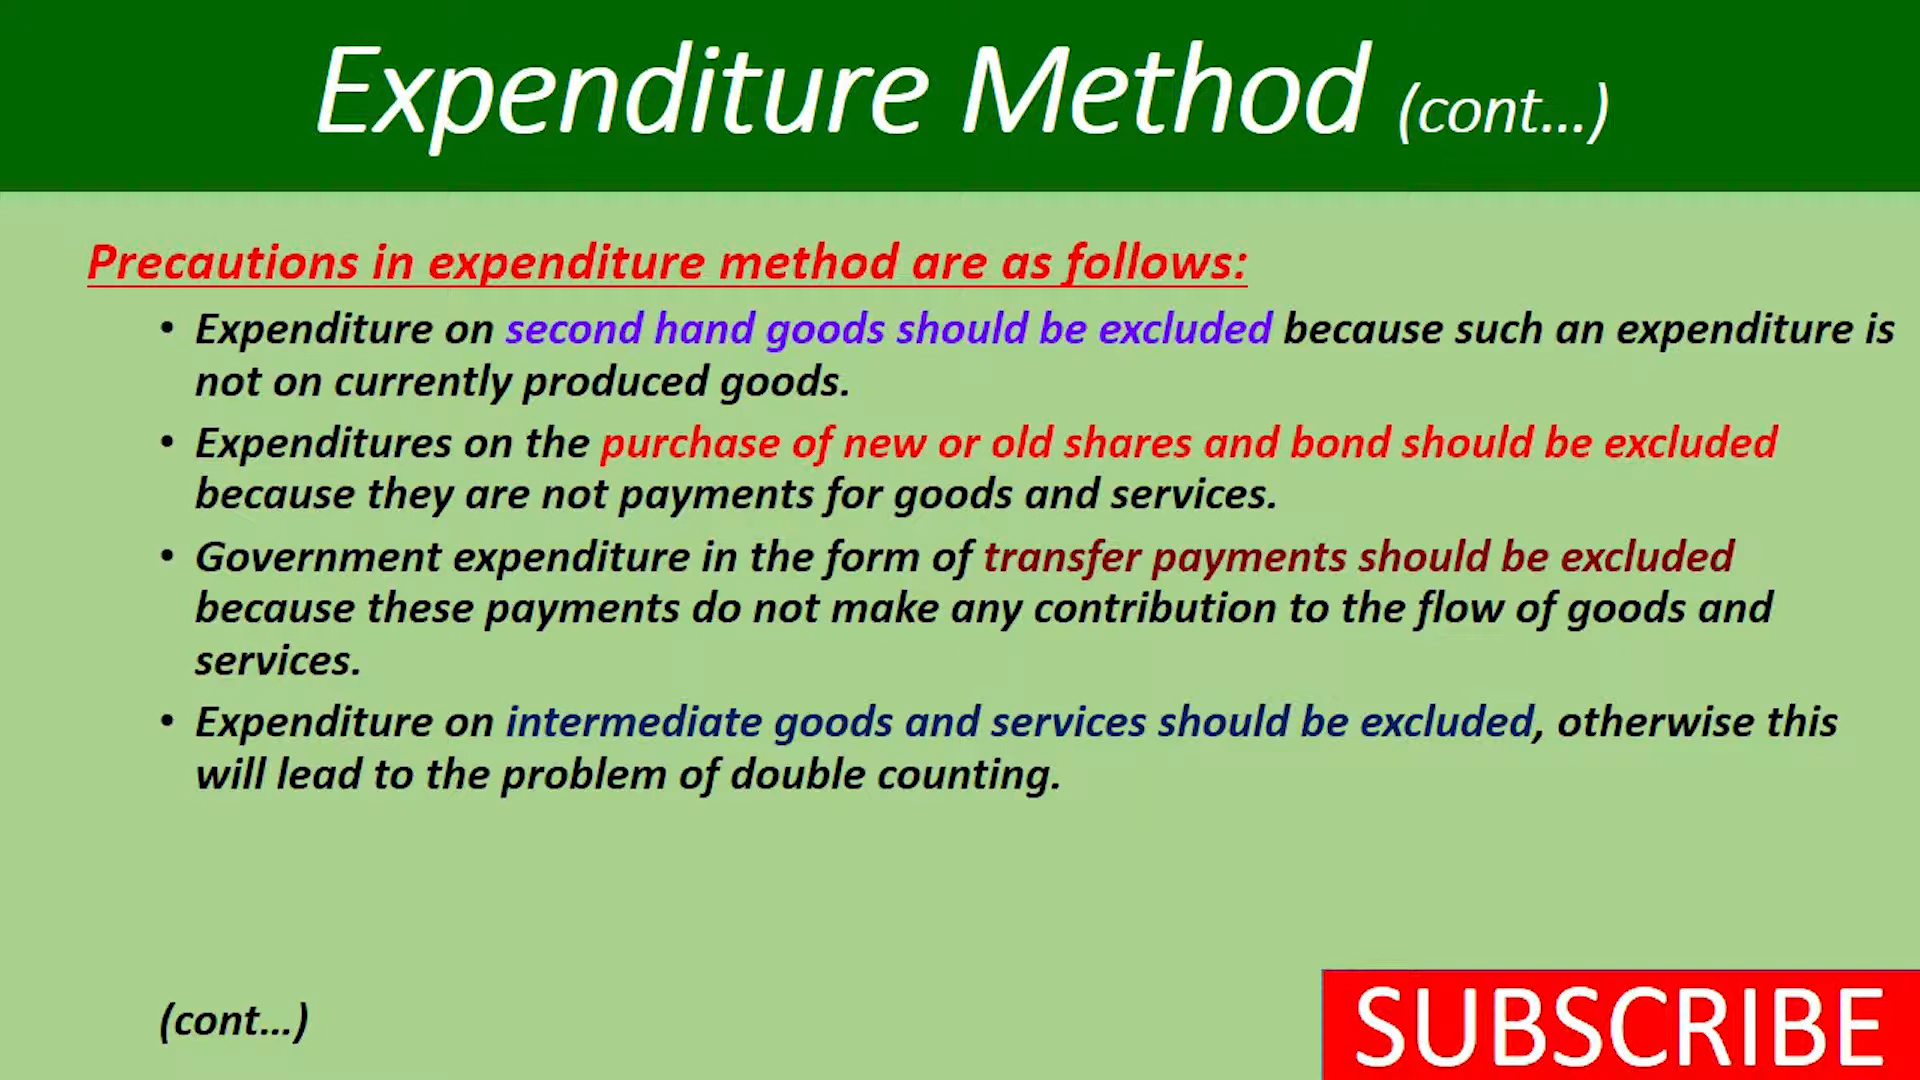 Expenditure Method (cont...)
Precautions in expenditure method are as follows:
• Expenditure on second hand goods should be excluded because such an expenditure is
not on currently produced goods.
• Expenditures on the purchase of new or old shares and bond should be excluded
because they are not payments for goods and services.
• Government expenditure in the form of transfer payments should be excluded
because these payments do not make any contribution to the flow of goods and
services.
• Expenditure on intermediate goods and services should be excluded, otherwise this
will lead to the problem of double counting.
(cont...)
SUBSCRIBE